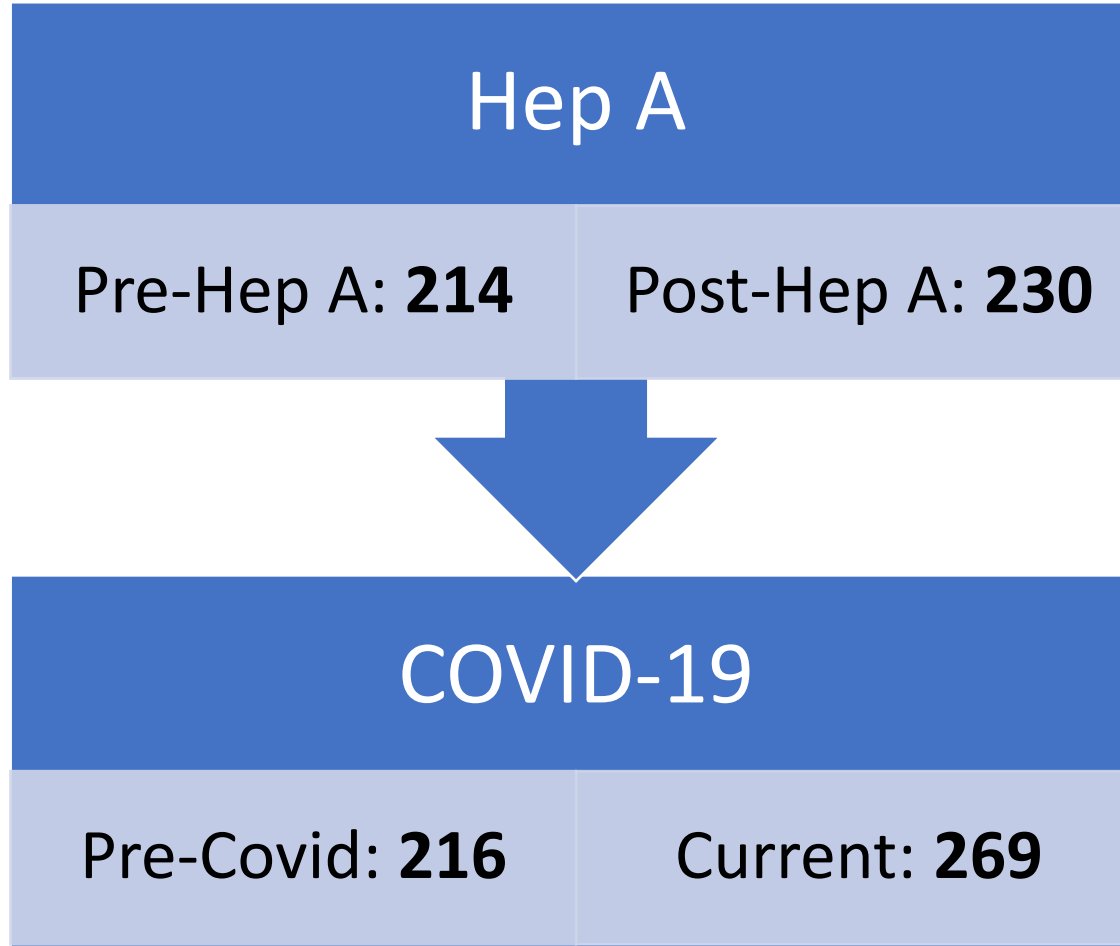 Hep A
Pre-Hep A: 214
Post-Hep A: 230
COVID-19
Pre-Covid: 216
Current: 269